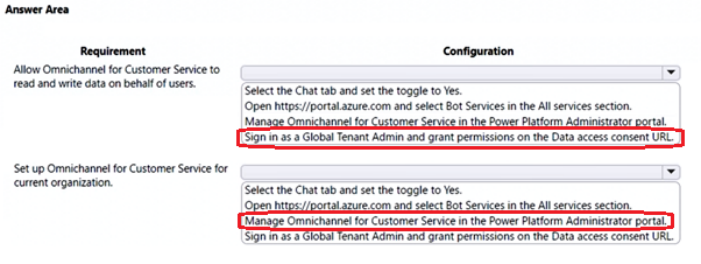 Answer Area
Requirement Configuration
Allow Omnichannel for Customer Service to
read and write data on behalf of users.
Select the Chat tab and set the toggle to Yes.
Open https://portal.azure.com and select Bot Services in the All services section.
Manage Omnichannel for Customer Service in the Power Platform Administrator portal.
Sign in as a Global Tenant Admin and grant permissions on the Data access consent URL.
Set up Omnichannel for Customer Service for
current organization.
Select the Chat tab and set the toggle to Yes.
Open https://portal.azure.com and select Bot Services in the All services section.
Manage Omnichannel for Customer Service in the Power Platform Administrator portal.
Sign in as a Global Tenant Admin and grant permissions on the Data access consent URL.